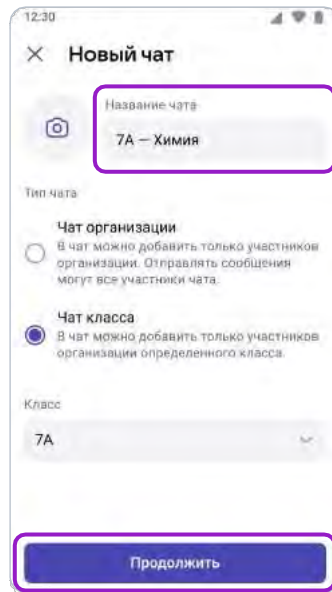 12:30
Новый чат
Название чата
7А — Химия
Тип чата
Чат организации
В чат можно добавить только участников
организации. Отправлять сообщения
могут все участники чата.
Чат класса
В чат можно добавить только участников
организации определенного класса.
Класс
7А
Продолжить